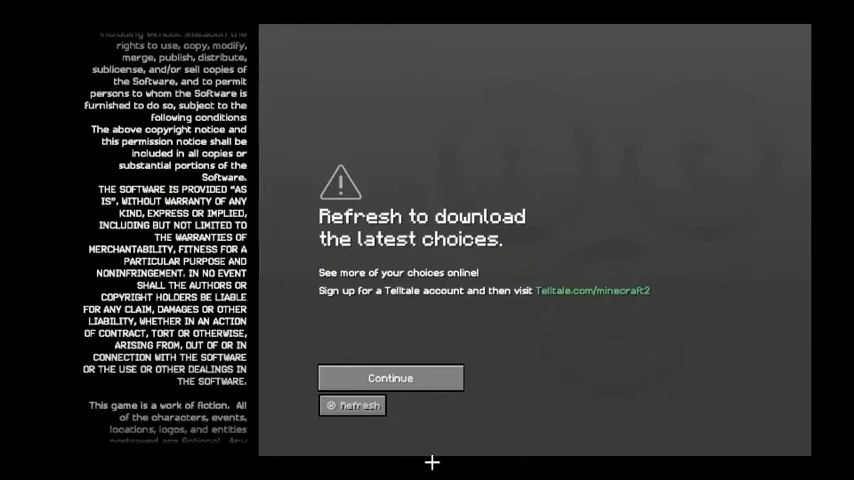 including without limitation the
rights to use, copy, modify,
merge, publish, distribute,
sublicense, and/or sell copies of
the Software, and to permit
persons to whom the Software is
furnished to do so, subject to the
following conditions:
The above copyright notice and
this permission notice shall be
included in all copies or
substantial portions of the
Software.
THE SOFTWARE IS PROVIDED "AS
IS", WITHOUT WARRANTY OF ANY
KIND, EXPRESS OR IMPLIED,
INCLUDING BUT NOT LIMITED TO
THE WARRANTIES OF
MERCHANTABILITY, FITNESS FOR A
PARTICULAR PURPOSE AND
NONINFRINGEMENT. IN NO EVENT
SHALL THE AUTHORS OR
COPYRIGHT HOLDERS BE LIABLE
FOR ANY CLAIM, DAMAGES OR OTHER
LIABILITY, WHETHER IN AN ACTION
OF CONTRACT, TORT OR OTHERWISE,
ARISING FROM, OUT OF OR IN
CONNECTION WITH THE SOFTWARE
OR THE USE OR OTHER DEALINGS IN
THE SOFTWARE.
This game is a work of fiction. All
of the characters, events,
locations, logos, and entities
portrayed are fictional. Any
Refresh to download
the latest choices.
See more of your choices online!
Sign up for a Telltale account and then visit Telltale.com/minecraft2
Continue
Refresh